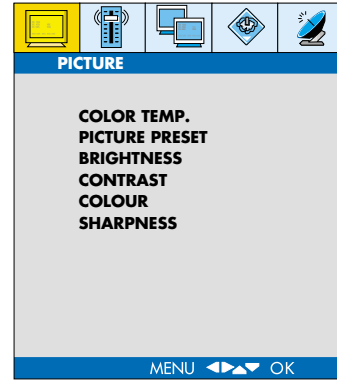 PICTURE
COLOR TEMP.
PICTURE PRESET
BRIGHTNESS
CONTRAST
COLOUR
SHARPNESS
MENU ◀▶▲▼ OK